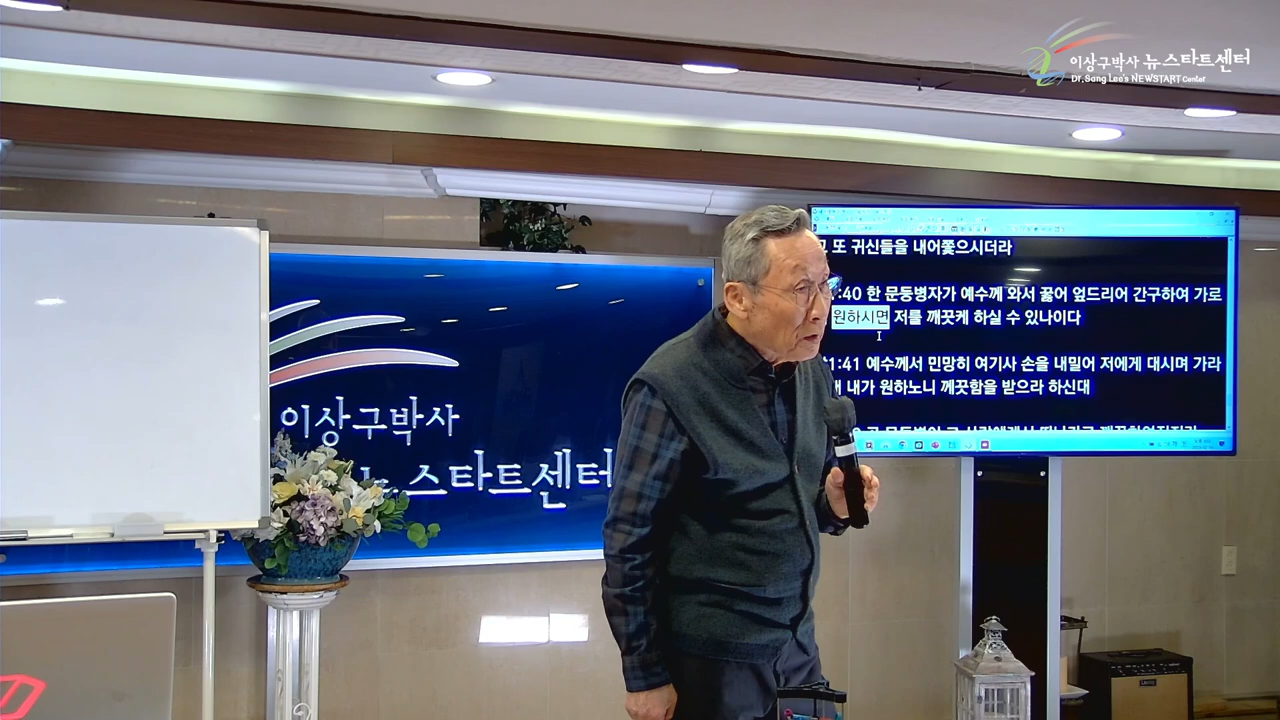 이상구박사 뉴스타트센터
Dr. Sang Lee's NEWSTART Center
이상구박사
스타트센터
또 귀신들을 내어쫓으시더라
:40 한 문둥병자가 예수께 와서 꿇어 엎드리어 간구하여 가로
원하시면 저를 깨끗케 하실 수 있나이다
1:41 예수께서 민망히 여기사 손을 내밀어 저에게 대시며 가라
내가 원하노니 깨끗함을 받으라 하신대